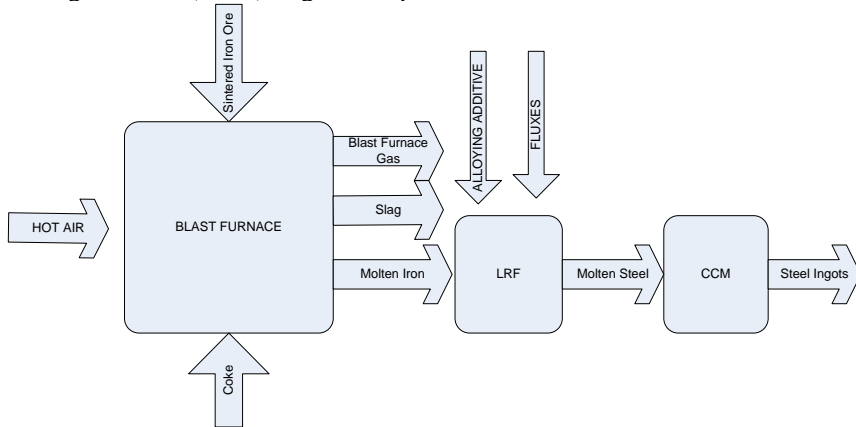 Sintered Iron Ore
ALLOYING ADDITIVE
FLUXES
Blast Furnace
Gas
HOT AIR
BLAST FURNACE
Slag
Molten Iron
LRF
Molten Steel
CCM
Steel Ingots
Coke